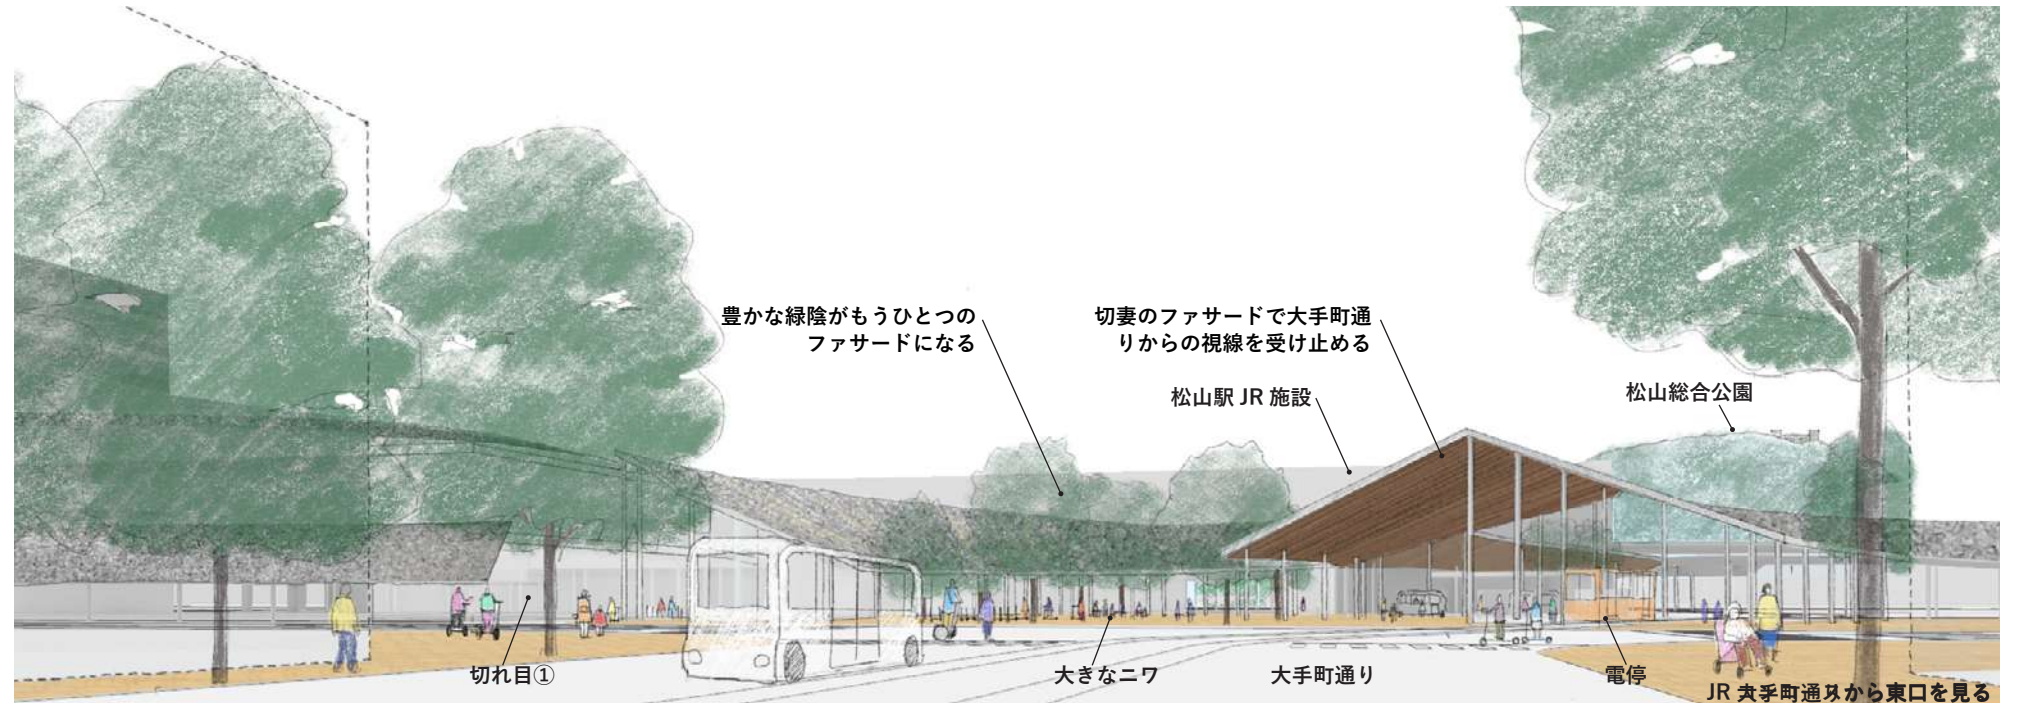 豊かな緑陰がもうひとつの
ファサードになる
切妻のファサードで大手町通
りからの視線を受け止める
松山駅 JR 施設
松山総合公園
切れ目①
大きなニワ
大手町通り
電停
JR 大手町通りから東口を見る